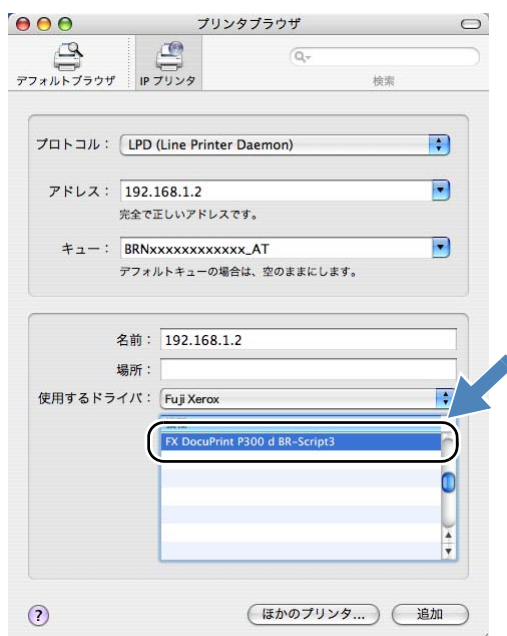 プリンタブラウザ
デフォルトブラウザ IP プリンタ 検索
プロトコル： LPD (Line Printer Daemon)
アドレス： 192.168.1.2
完全で正しいアドレスです。
キュー： BRNxxxxxxxxxxxx_AT
デフォルトキューの場合は、空のままにします。
名前： 192.168.1.2
場所：
使用するドライバ： Fuji Xerox
FX DocuPrint P300 d BR-Script3
? ほかのプリンタ... 追加